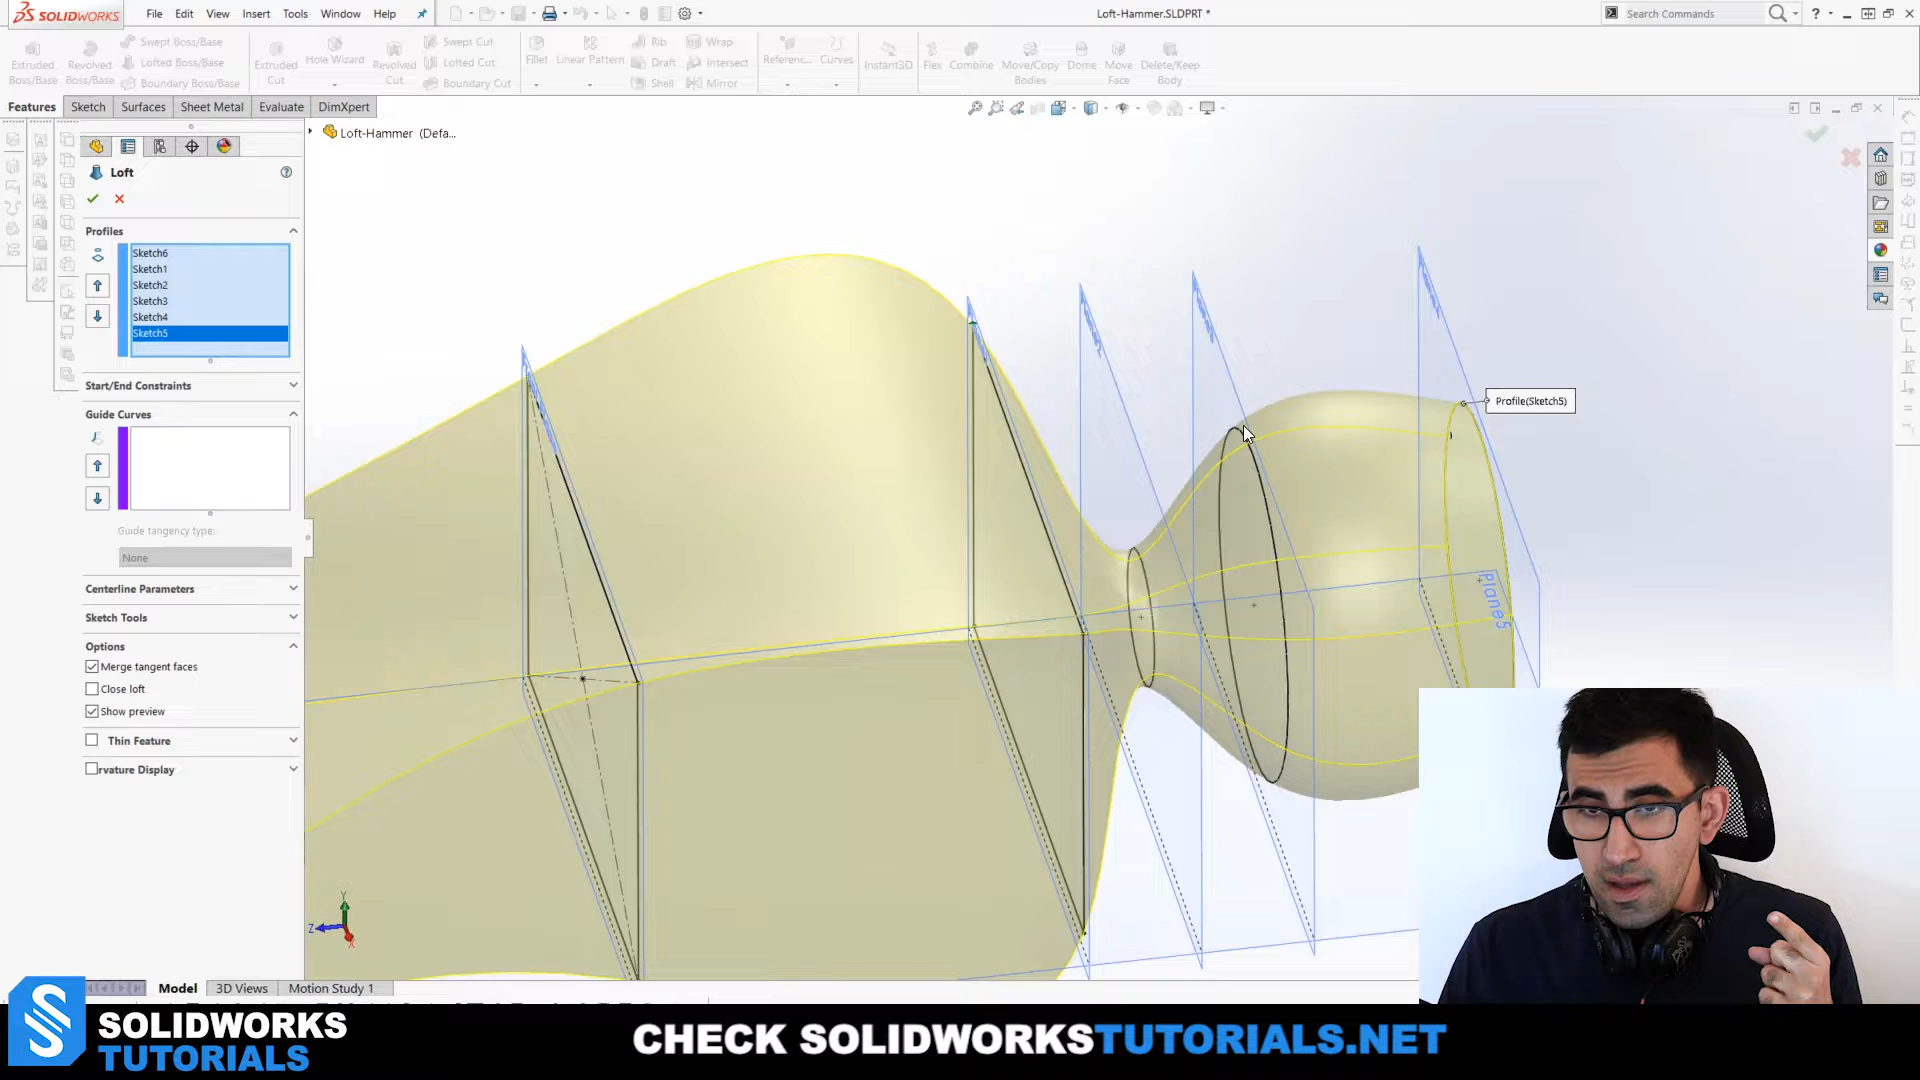 SOLIDWORKS
File Edit View Insert Tools Window Help
Loft-Hammer.SLDPRT *
Search Commands
Extruded Boss/Base
Revolved Boss/Base
Swept Boss/Base
Lofted Boss/Base
Boundary Boss/Base
Extruded Cut
Hole Wizard
Revolved Cut
Swept Cut
Lofted Cut
Boundary Cut
Fillet
Linear Pattern
Rib
Draft
Shell
Wrap
Intersect
Mirror
Referenc...
Curves
Instant3D
Flex
Combine
Move/Copy Bodies
Dome
Move Face
Delete/Keep Body
Features Sketch Surfaces Sheet Metal Evaluate DimXpert
Loft-Hammer (Defa...
Loft
Profiles
Sketch6
Sketch1
Sketch2
Sketch3
Sketch4
Sketch5
Start/End Constraints
Guide Curves
Guide tangency type:
None
Centerline Parameters
Sketch Tools
Options
Merge tangent faces
Close loft
Show preview
Thin Feature
rvature Display
Profile(Sketch5)
Plane5
Y
Z
X
Model 3D Views Motion Study 1
SOLIDWORKS
TUTORIALS
CHECK SOLIDWORKSTUTORIALS.NET